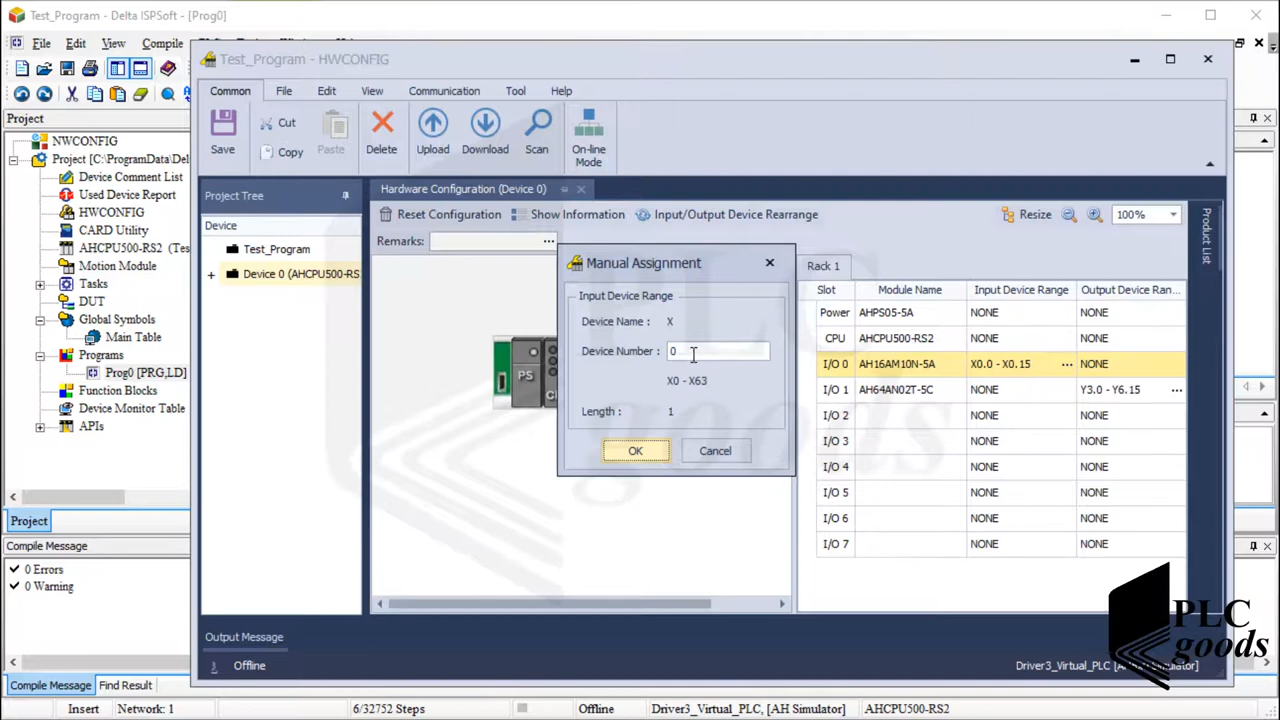 Test_Program - Delta ISPSoft - [Prog0]
File Edit View Compile
Test_Program - HWCONFIG
Common File Edit View Communication Tool Help
Save Cut Copy Paste Delete Upload Download Scan On-line Mode
Project
NWCONFIG
Project [C:\ProgramData\Del
Device Comment List
Used Device Report
HWCONFIG
CARD Utility
AHCPU500-RS2 (Tes
Motion Module
Tasks
DUT
Global Symbols
Main Table
Programs
Prog0 [PRG,LD]
Function Blocks
Device Monitor Table
APIs
Project
Compile Message
0 Errors
0 Warning
Compile Message Find Result
Project Tree
Device
Test_Program
Device 0 (AHCPU500-RS
Hardware Configuration (Device 0)
Reset Configuration Show Information Input/Output Device Rearrange Resize 100%
Remarks: ...
PS
Manual Assignment
Input Device Range
Device Name : X
Device Number : 0
X0 - X63
Length : 1
OK Cancel
Rack 1
Slot Module Name Input Device Range Output Device Ran...
Power AHPS05-5A NONE NONE
CPU AHCPU500-RS2 NONE NONE
I/O 0 AH16AM10N-5A X0.0 - X0.15 ... NONE
I/O 1 AH64AN02T-5C NONE Y3.0 - Y6.15 ...
I/O 2 NONE NONE
I/O 3 NONE NONE
I/O 4 NONE NONE
I/O 5 NONE NONE
I/O 6 NONE NONE
I/O 7 NONE NONE
Product List
Output Message
Offline Driver3_Virtual_PLC, [AH Simulator]
PLC
goods
Insert Network: 1 6/32752 Steps Offline Driver3_Virtual_PLC, [AH Simulator] AHCPU500-RS2